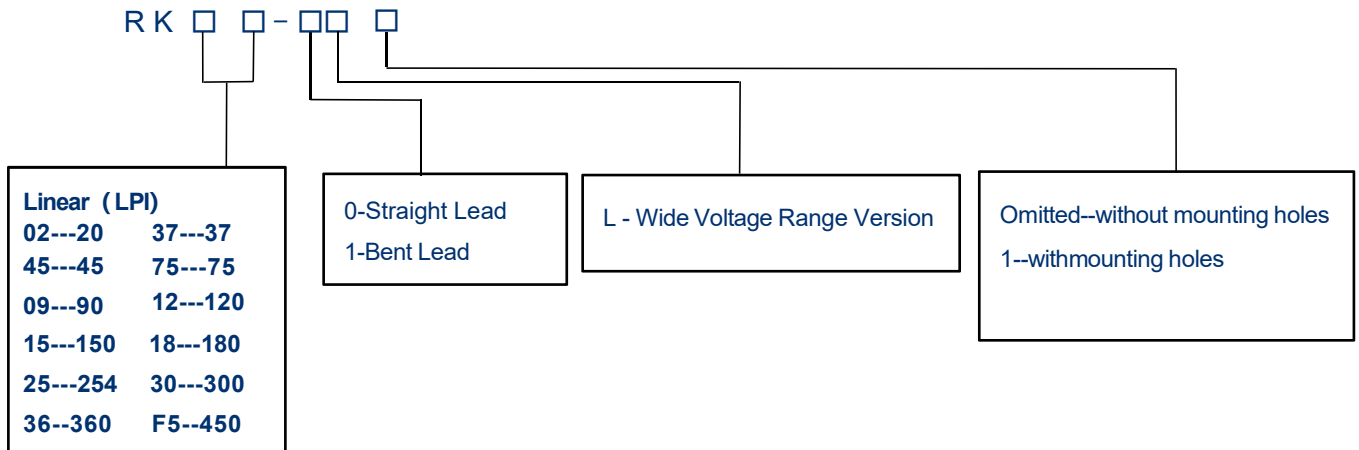 RK □ □-□□ □
Linear (LPI)
02---20 37---37
45---45 75---75
09---90 12---120
15---150 18---180
25---254 30---300
36--360 F5--450
0-Straight Lead
1-Bent Lead
L - Wide Voltage Range Version
Omitted--without mounting holes
1--withmounting holes